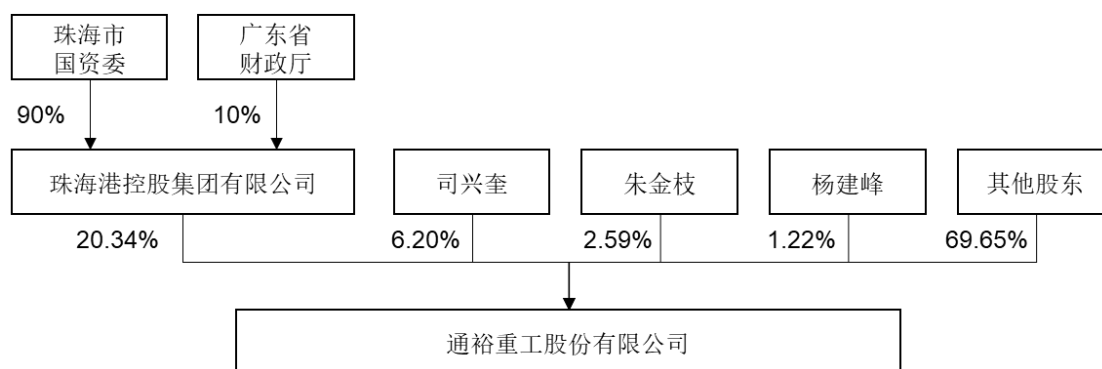 珠海市
国资委
广东省
财政厅
90%
10%
珠海港控股集团有限公司
司兴奎
朱金枝
杨建峰
其他股东
20.34%
6.20%
2.59%
1.22%
69.65%
通裕重工股份有限公司